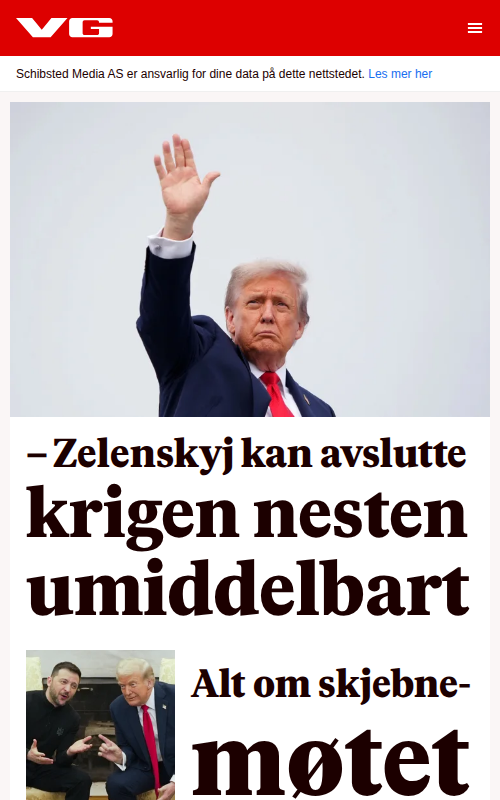 VG
Schibsted Media AS er ansvarlig for dine data på dette nettstedet. Les mer her
– Zelenskyj kan avslutte
krigen nesten
umiddelbart
Alt om skjebne-
møtet